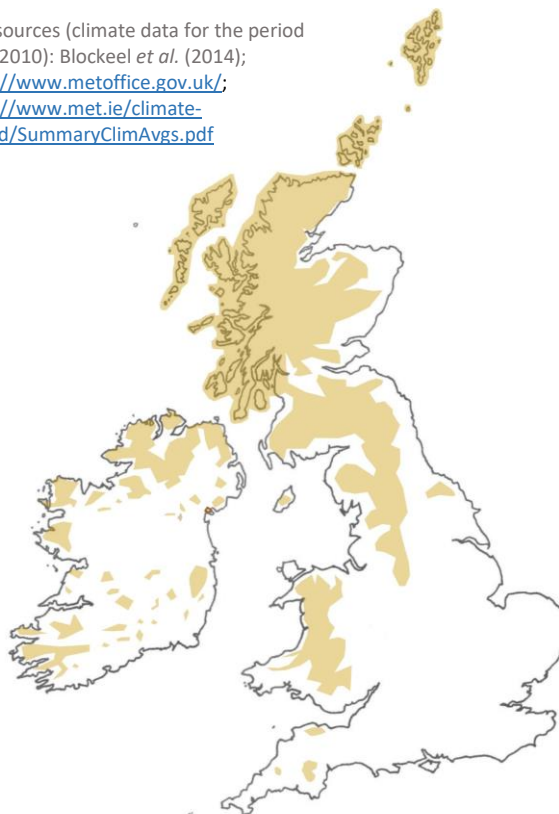 sources (climate data for the period
2010): Blockeel et al. (2014);
//www.metoffice.gov.uk/;
//www.met.ie/climate-
d/SummaryClimAvgs.pdf